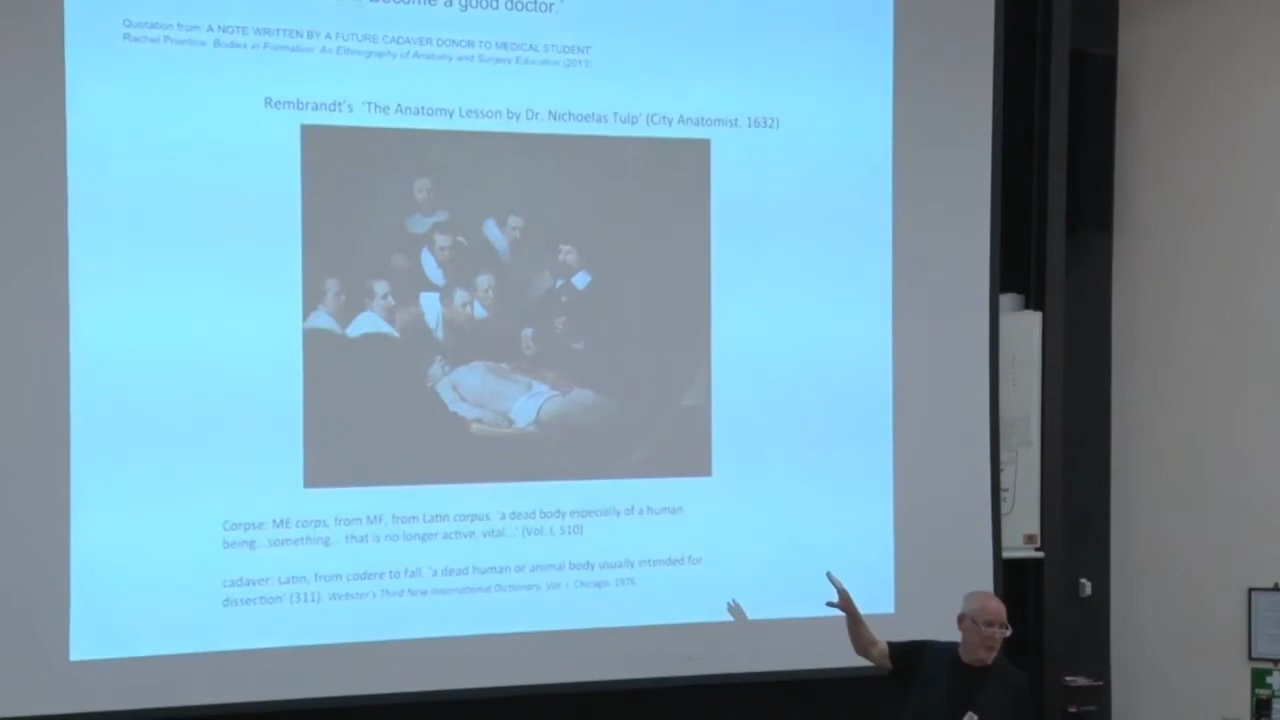 become a good doctor.'
Quotation from A NOTE WRITTEN BY A FUTURE CADAVER DONOR TO MEDICAL STUDENT'
Rachel Prentice. Bodies in Formation: An Ethnography of Anatomy and Surgery Education (2013)
Rembrandt's 'The Anatomy Lesson by Dr. Nichoelas Tulp' (City Anatomist, 1632)
Corpse: ME corps, from MF, from Latin corpus. 'a dead body especially of a human
being...something... that is no longer active, vital...' (Vol. I, 510)
cadaver: Latin, from cadere to fall. 'a dead human or animal body usually intended for
dissection' (311). Webster's Third New International Dictionary. Vol. I. Chicago. 1976